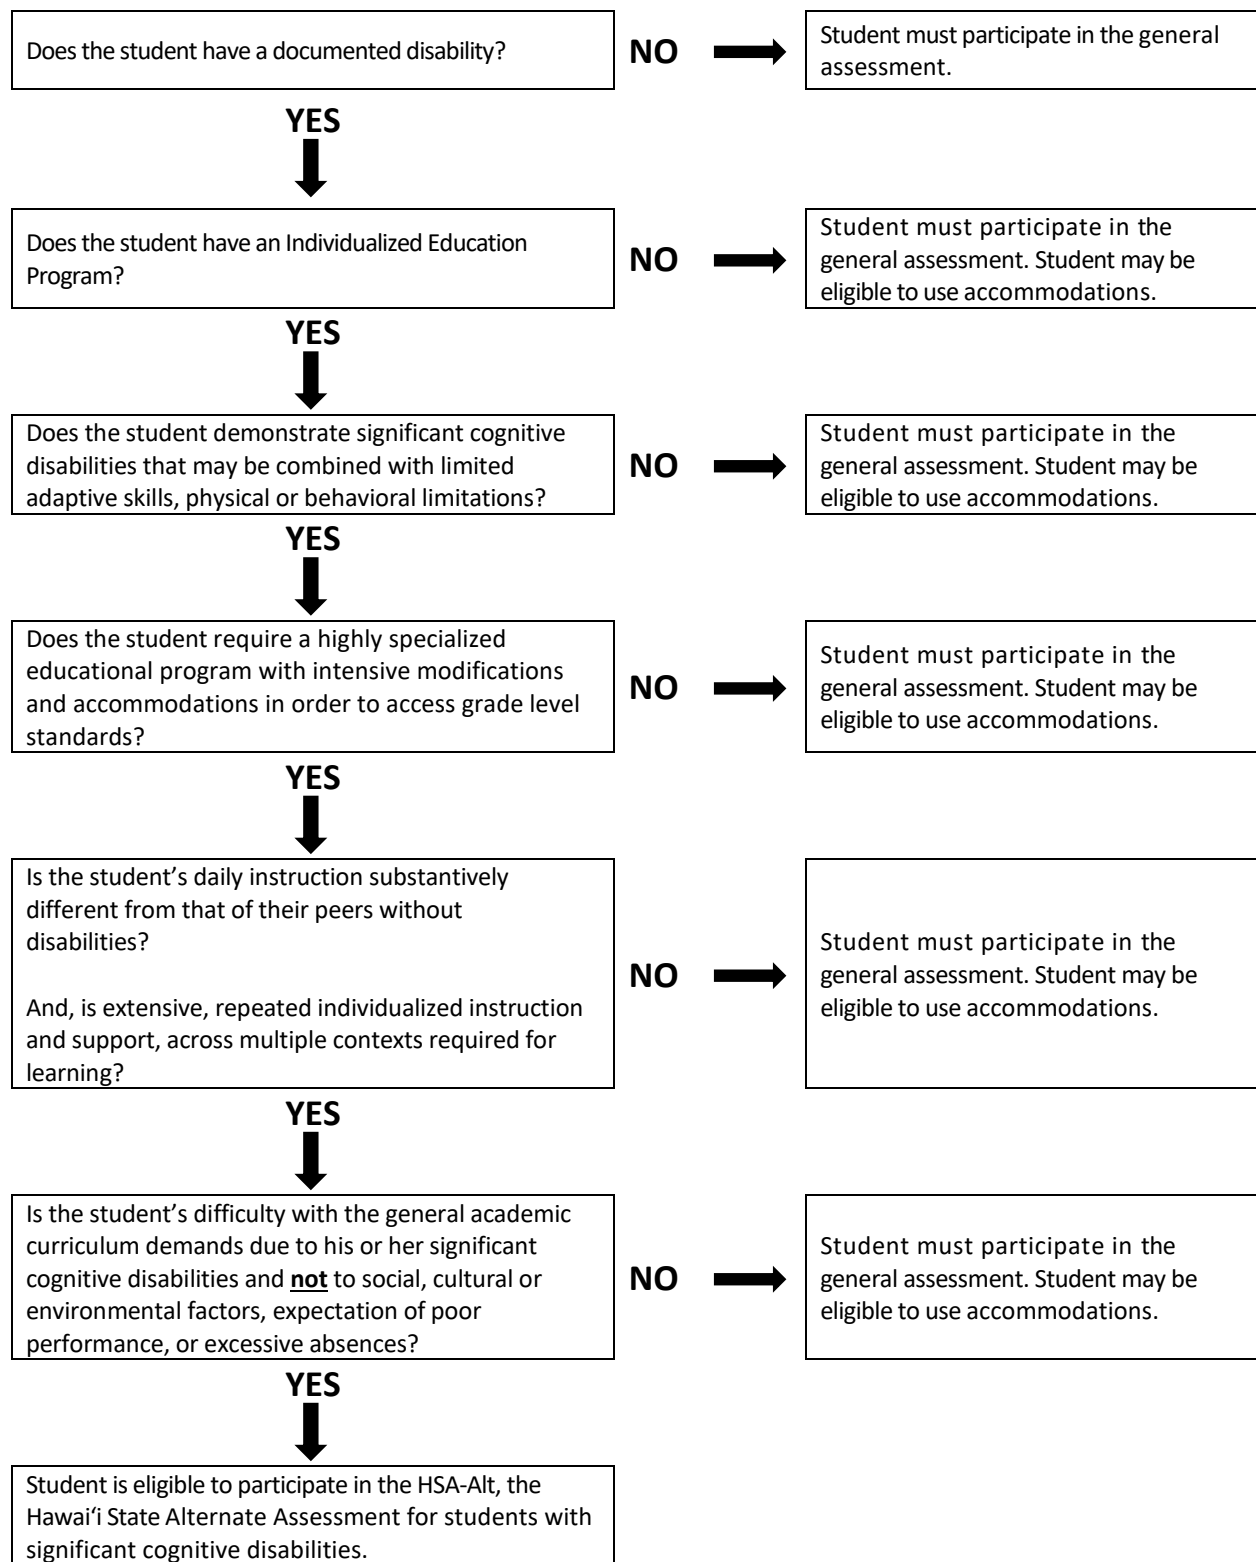 Does the student have a documented disability?
NO
Student must participate in the general
assessment.
YES
Does the student have an Individualized Education
Program?
NO
Student must participate in the
general assessment. Student may be
eligible to use accommodations.
YES
Does the student demonstrate significant cognitive
disabilities that may be combined with limited
adaptive skills, physical or behavioral limitations?
NO
Student must participate in the
general assessment. Student may be
eligible to use accommodations.
YES
Does the student require a highly specialized
educational program with intensive modifications
and accommodations in order to access grade level
standards?
NO
Student must participate in the
general assessment. Student may be
eligible to use accommodations.
YES
Is the student’s daily instruction substantively
different from that of their peers without
disabilities?
And, is extensive, repeated individualized instruction
and support, across multiple contexts required for
learning?
NO
Student must participate in the
general assessment. Student may be
eligible to use accommodations.
YES
Is the student’s difficulty with the general academic
curriculum demands due to his or her significant
cognitive disabilities and not to social, cultural or
environmental factors, expectation of poor
performance, or excessive absences?
NO
Student must participate in the
general assessment. Student may be
eligible to use accommodations.
YES
Student is eligible to participate in the HSA-Alt, the
Hawai‘i State Alternate Assessment for students with
significant cognitive disabilities.